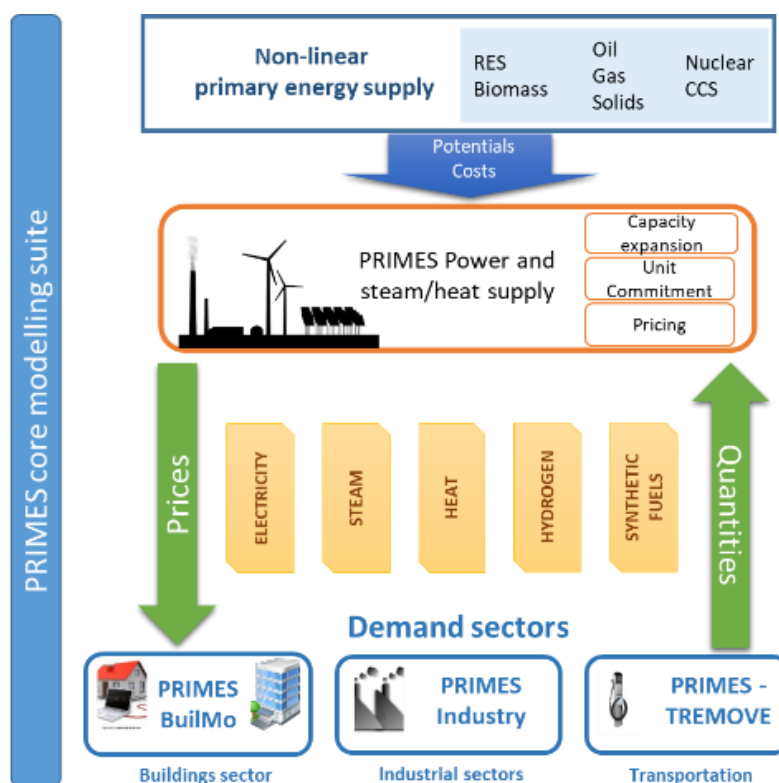 PRIMES core modelling suite
Non-linear
primary energy supply
RES
Biomass
Oil
Gas
Solids
Nuclear
CCS
Potentials
Costs
PRIMES Power and
steam/heat supply
Capacity
expansion
Unit
Commitment
Pricing
Prices
ELECTRICITY
STEAM
HEAT
HYDROGEN
SYNTHETIC
FUELS
Quantities
Demand sectors
PRIMES
BuilMo
PRIMES
Industry
PRIMES -
TREMOVE
Buildings sector
Industrial sectors
Transportation